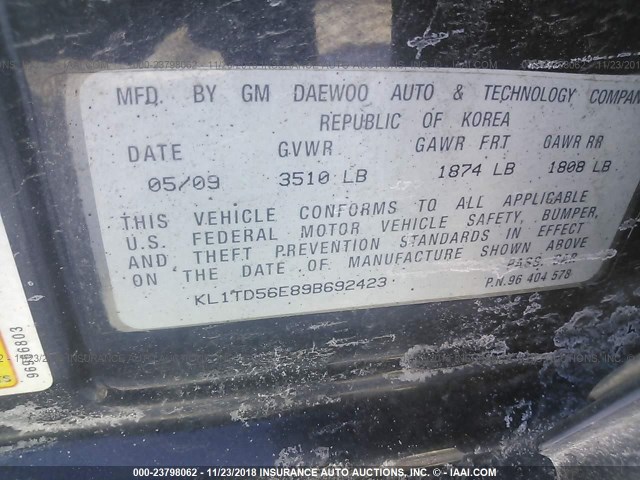 MFD. BY GM DAEWOO AUTO & TECHNOLOGY COMPAN
REPUBLIC OF KOREA
DATE GVWR GAWR FRT GAWR RR
05/09 3510 LB 1874 LB 1808 LB
THIS VEHICLE CONFORMS TO ALL APPLICABLE
U.S. FEDERAL MOTOR VEHICLE SAFETY, BUMPER,
AND THEFT PREVENTION STANDARDS IN EFFECT
ON THE DATE OF MANUFACTURE SHOWN ABOVE
PASS. CAR
KL1TD56E89B692423 P.N.96 404 578
000-23798062 - 11/23/2018 INSURANCE AUTO AUCTIONS, INC. - © - IAAI.COM